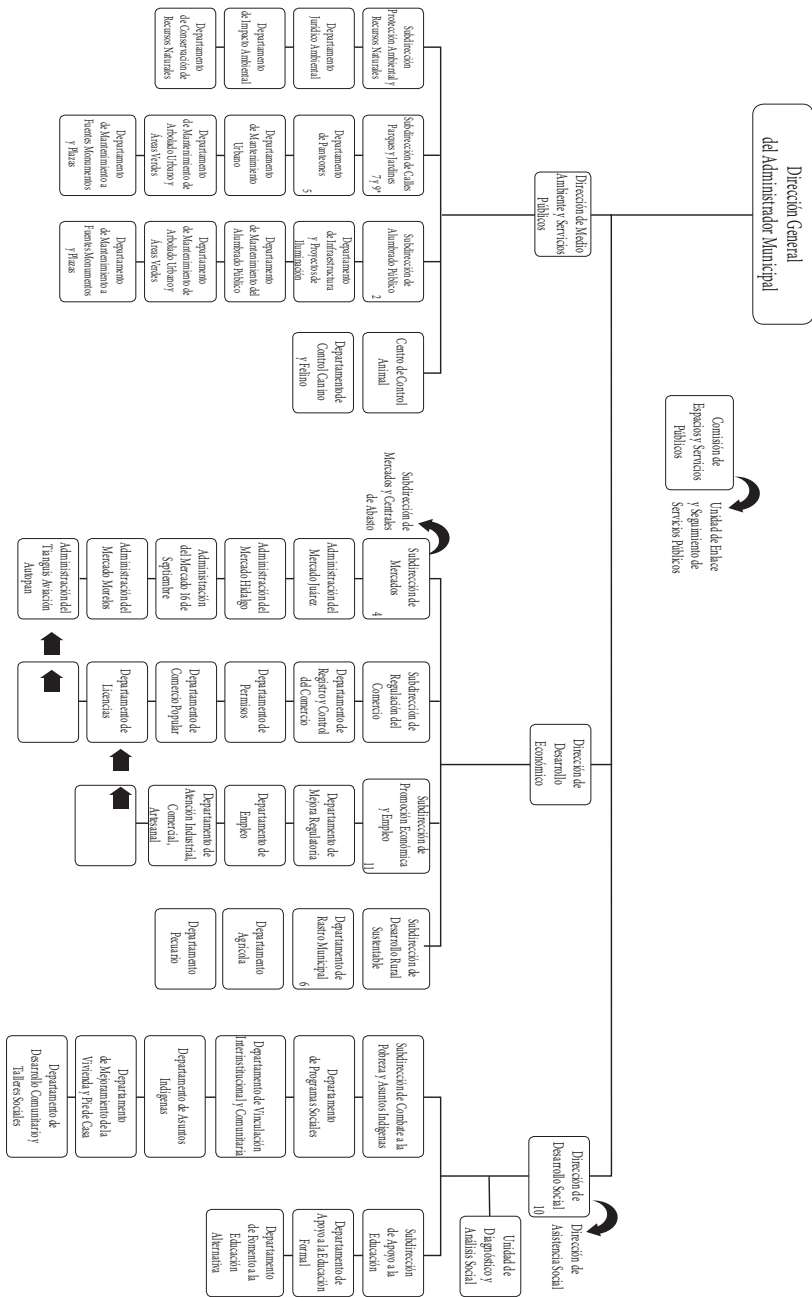 Dirección General
del Administrador Municipal
Comisión de
Espacios y Servicios
Públicos
Unidad de Enlace
y Seguimiento de
Servicios Públicos
Dirección de Medio
Ambiente y Servicios
Públicos
Subdirección
Protección Ambiental y
Recursos Naturales
Departamento
Jurídico Ambiental
Departamento
de Impacto Ambiental
Departamento
de Conservación de
Recursos Naturales
Subdirección de Calles
Parques y Jardines
7 y 9*
Departamento
de Panteones
5
Departamento
de Mantenimiento
Urbano
Departamento
de Mantenimiento de
Arbolado Urbano y
Áreas Verdes
Departamento
de Mantenimiento a
Fuentes Monumentos
y Plazas
Subdirección de
Alumbrado Público
2
Departamento
de Infraestructura
y Proyectos de
Iluminación
Departamento
de Mantenimiento del
Alumbrado Público
Departamento
de Mantenimiento de
Arbolado Urbano y
Áreas Verdes
Departamento
de Mantenimiento a
Fuentes Monumentos
y Plazas
Centro de Control
Animal
Departamento de
Control Canino
y Felino
Dirección de
Desarrollo
Económico
Subdirección de
Mercados y Centrales
de Abasto
Subdirección de
Mercados
4
Administración
del Mercado Juárez
Administración del
Mercado Hidalgo
Administración
del Mercado 16 de
Septiembre
Administración del
Mercado Morelos
Administración del
Tianguis Aviación
Autopan
Subdirección de
Regulación del
Comercio
Departamento de
Registro y Control
del Comercio
Departamento de
Permisos
Departamento de
Comercio Popular
Departamento de
Licencias
Subdirección de
Promoción Económica
y Empleo
11
Departamento de
Mejora Regulatoria
Departamento de
Empleo
Departamento de
Atención Industrial,
Comercial,
Artesanal
Subdirección de
Desarrollo Rural
Sustentable
Departamento de
Rastro Municipal
6
Departamento
Agrícola
Departamento
Pecuario
Dirección de
Desarrollo Social
10
Dirección de
Asistencia Social
Unidad de
Diagnóstico y
Análisis Social
Subdirección de Combate a la
Pobreza y Asuntos Indígenas
Departamento
de Programas Sociales
Departamento de Vinculación
Interinstitucional y Comunitaria
Departamento de Asuntos
Indígenas
Departamento
de Mejoramiento de la
Vivienda y Pie de Casa
Departamento de
Desarrollo Comunitario y
Talleres Sociales
Subdirección
de Apoyo a la
Educación
Departamento de
Apoyo a la Educación
Formal
Departamento
de Fomento a la
Educación
Alternativa